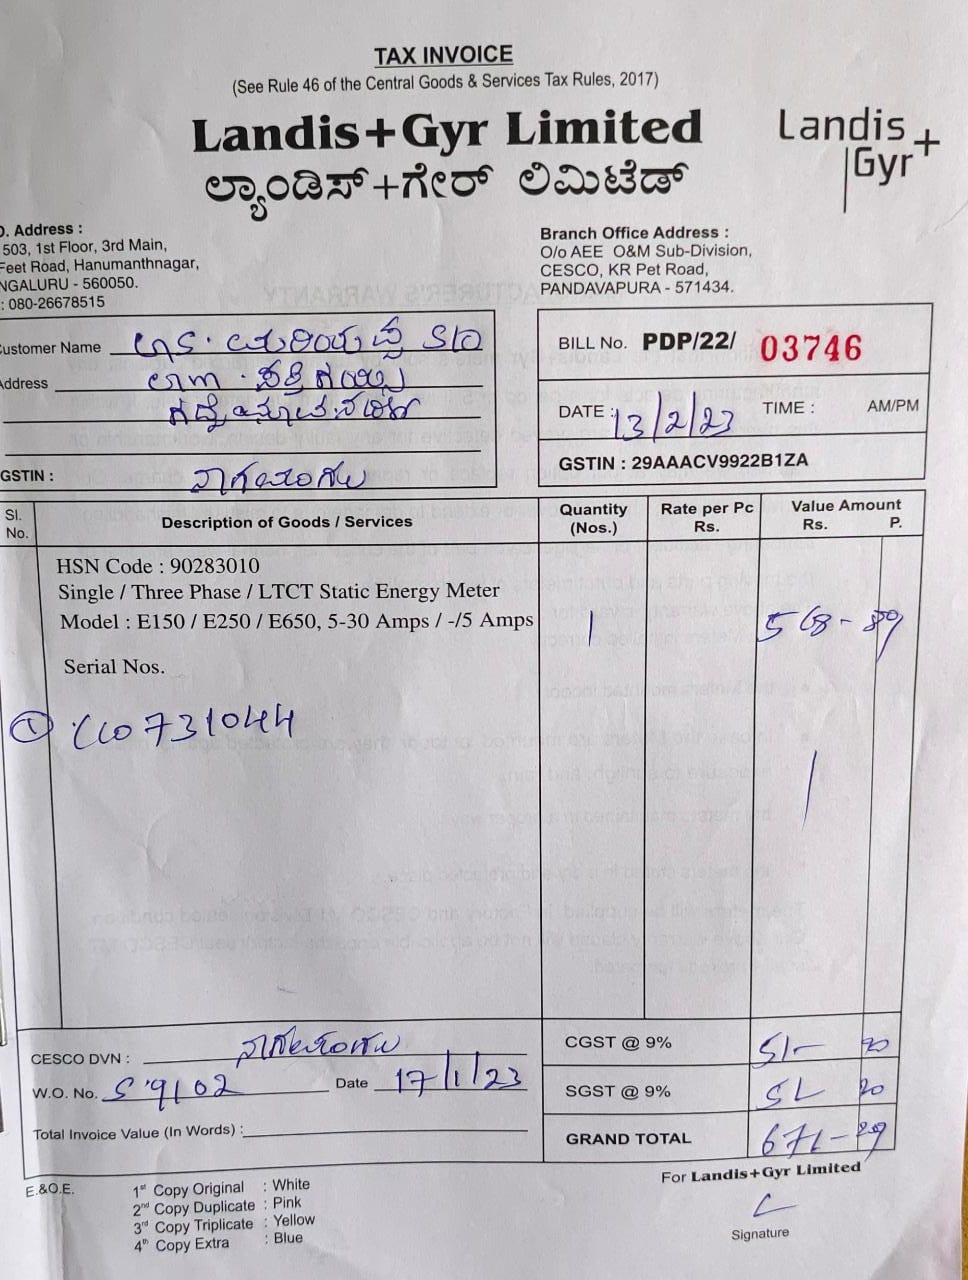 TAX INVOICE
(See Rule 46 of the Central Goods & Services Tax Rules, 2017)
Landis+Gyr Limited
ಲ್ಯಾಂಡಿಸ್+ಗೇರ್ ಲಿಮಿಟೆಡ್
Landis+
Gyr
O. Address :
503, 1st Floor, 3rd Main,
Feet Road, Hanumanthnagar,
NGALURU - 560050.
: 080-26678515
Branch Office Address :
O/o AEE O&M Sub-Division,
CESCO, KR Pet Road,
PANDAVAPURA - 571434.
Customer Name S/O
Address
GSTIN :
BILL No. PDP/22/ 03746
DATE : 13/2/23 TIME : AM/PM
GSTIN : 29AAACV9922B1ZA
Sl. No. Description of Goods / Services Quantity (Nos.) Rate per Pc Rs. Value Amount Rs. P.
HSN Code : 90283010
Single / Three Phase / LTCT Static Energy Meter
Model : E150 / E250 / E650, 5-30 Amps / -/5 Amps 1 568-89
Serial Nos.
① CC0731044
CESCO DVN :
W.O. No. Date 17/1/23
Total Invoice Value (In Words) :
CGST @ 9% 51- 20
SGST @ 9% 51 20
GRAND TOTAL 671-29
E.&O.E.
1st Copy Original : White
2nd Copy Duplicate : Pink
3rd Copy Triplicate : Yellow
4th Copy Extra : Blue
For Landis+Gyr Limited
Signature